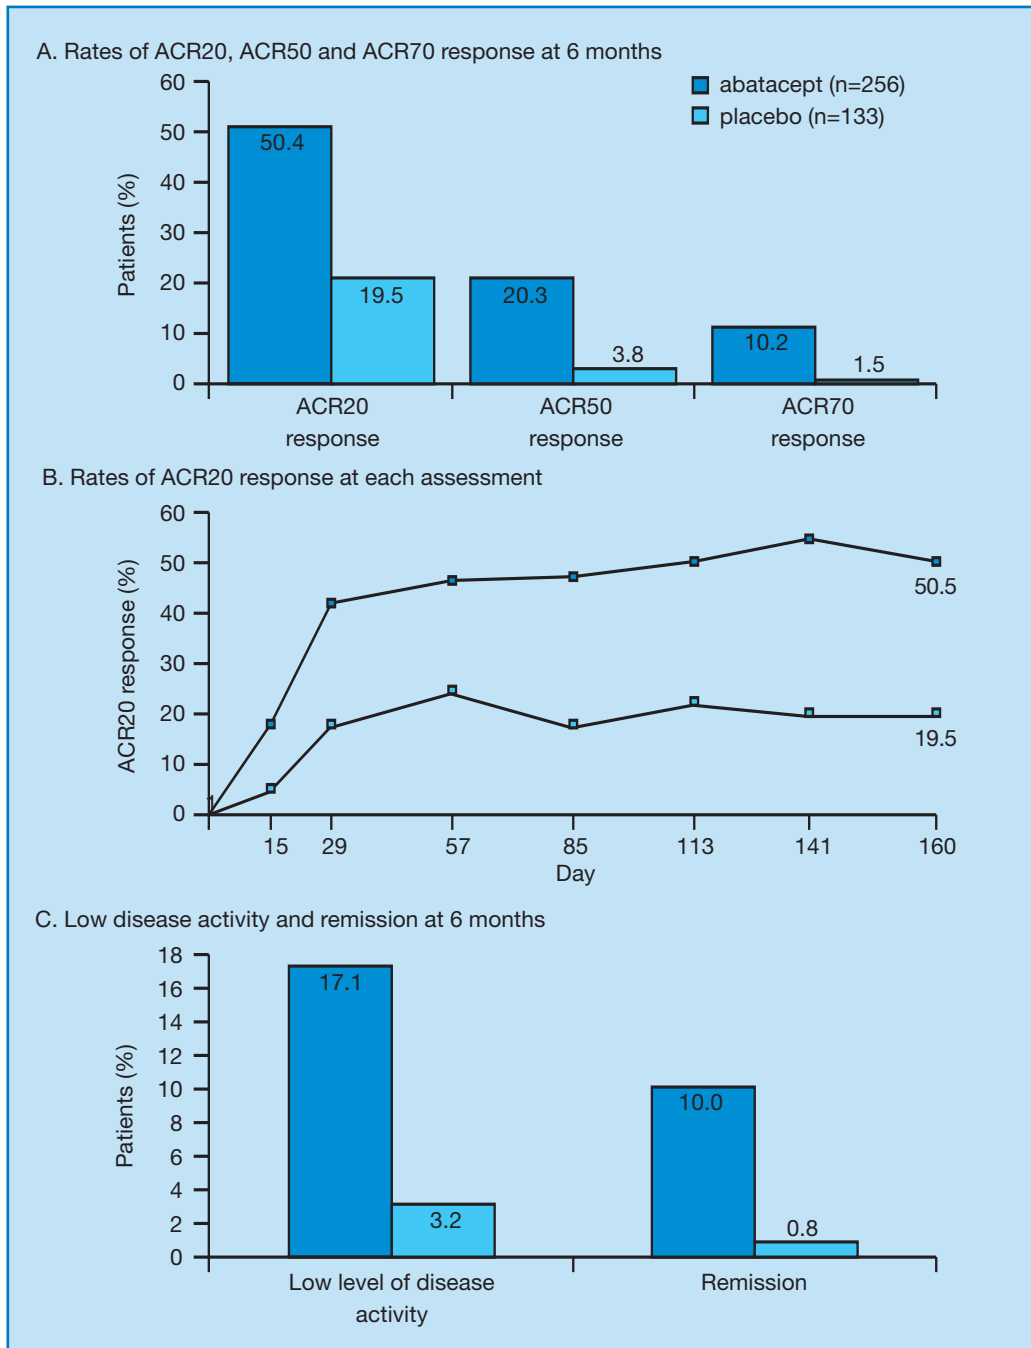 A. Rates of ACR20, ACR50 and ACR70 response at 6 months
abatacept (n=256)
placebo (n=133)
Patients (%)
60
50
40
30
20
10
0
50.4
19.5
20.3
3.8
10.2
1.5
ACR20
response
ACR50
response
ACR70
response
B. Rates of ACR20 response at each assessment
ACR20 response (%)
60
50
40
30
20
10
0
1
50.5
19.5
15 29 57 85 113 141 160
Day
C. Low disease activity and remission at 6 months
Patients (%)
18
16
14
12
10
8
6
4
2
0
17.1
3.2
10.0
0.8
Low level of disease
activity
Remission